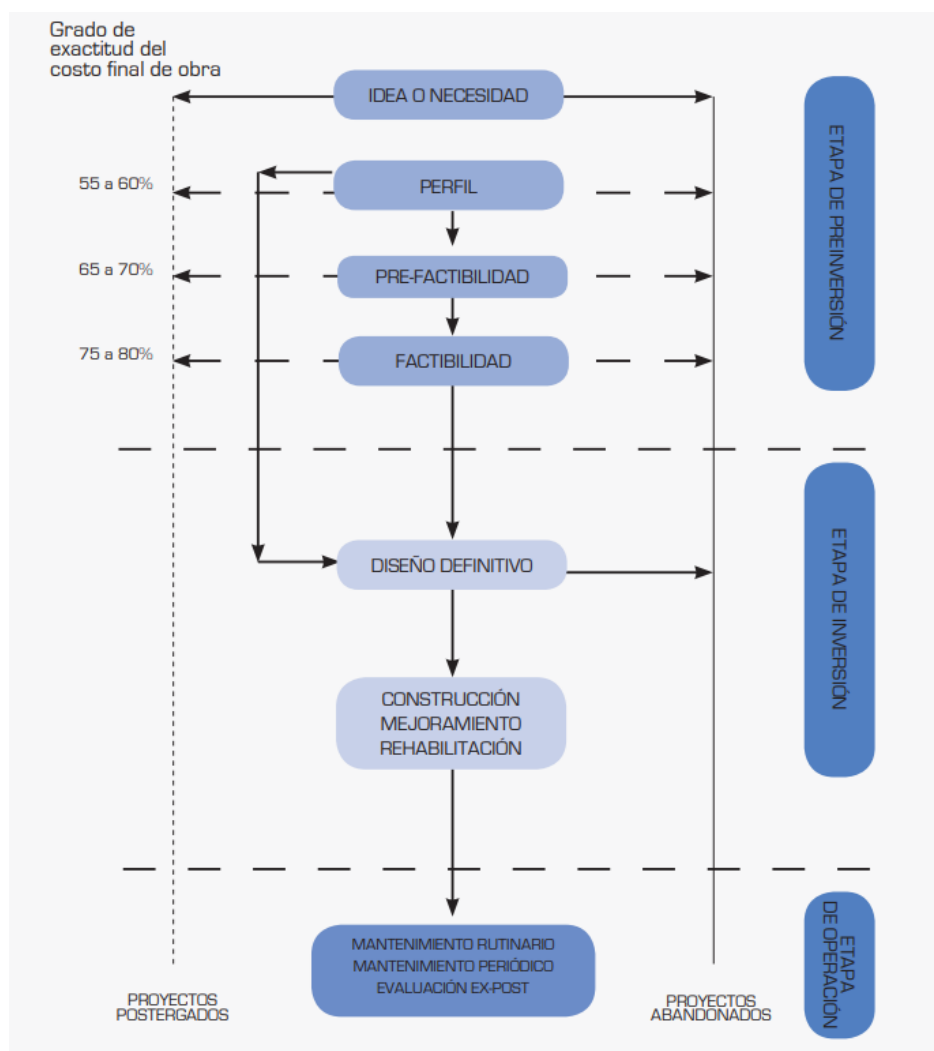 Grado de
exactitud del
costo final de obra
IDEA O NECESIDAD
55 a 60%
PERFIL
65 a 70%
PRE-FACTIBILIDAD
75 a 80%
FACTIBILIDAD
ETAPA DE PREINVERSIÓN
DISEÑO DEFINITIVO
CONSTRUCCIÓN
MEJORAMIENTO
REHABILITACIÓN
ETAPA DE INVERSIÓN
MANTENIMIENTO RUTINARIO
MANTENIMIENTO PERIÓDICO
EVALUACIÓN EX-POST
ETAPA
DE OPERACIÓN
PROYECTOS
POSTERGADOS
PROYECTOS
ABANDONADOS